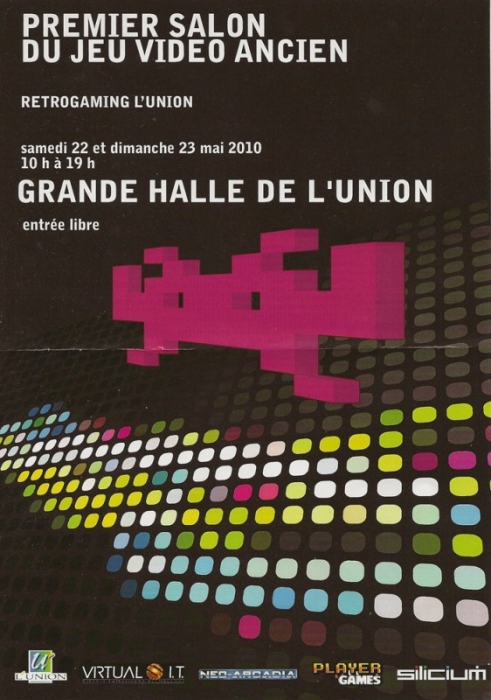 PREMIER SALON
DU JEU VIDEO ANCIEN
RETROGAMING L'UNION
samedi 22 et dimanche 23 mai 2010
10 h à 19 h
GRANDE HALLE DE L'UNION
entrée libre
L'UNION
VIRTUAL I.T.
NEO-ARCADIA
PLAYER GAMES
SILICIUM